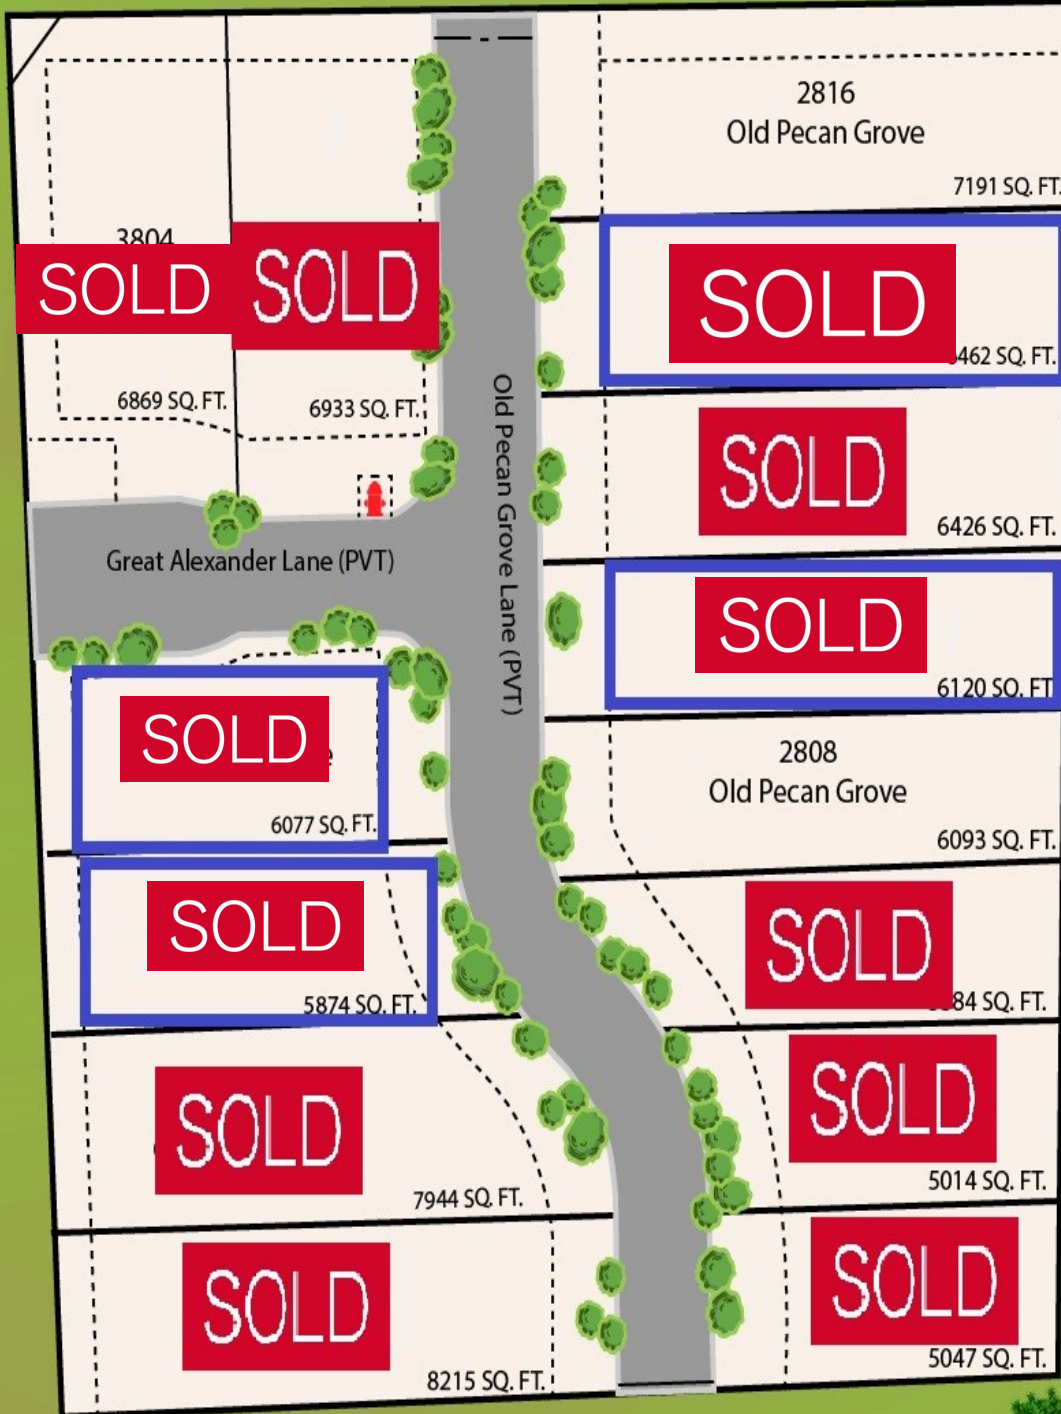 2816
Old Pecan Grove
7191 SQ. FT.
3804
SOLD
6869 SQ. FT.
SOLD
6933 SQ. FT.
SOLD
462 SQ. FT.
SOLD
6426 SQ. FT.
Old Pecan Grove Lane (PVT)
Great Alexander Lane (PVT)
SOLD
6120 SQ. FT
SOLD
6077 SQ. FT.
2808
Old Pecan Grove
6093 SQ. FT.
SOLD
5874 SQ. FT.
SOLD
84 SQ. FT.
SOLD
7944 SQ. FT.
SOLD
5014 SQ. FT.
SOLD
8215 SQ. FT.
SOLD
5047 SQ. FT.